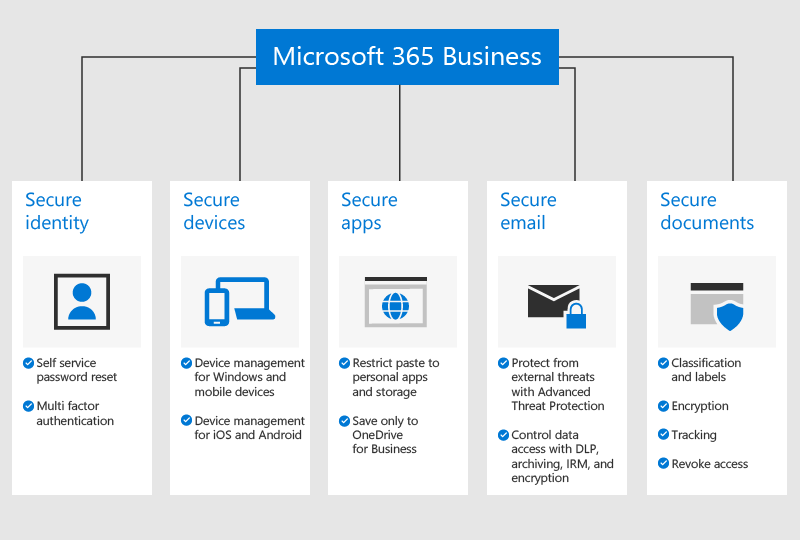 Microsoft 365 Business
Secure
identity
Self service
password reset
Multi factor
authentication
Secure
devices
Device management
for Windows and
mobile devices
Device management
for iOS and Android
Secure
apps
Restrict paste to
personal apps
and storage
Save only to
OneDrive
for Business
Secure
email
Protect from
external threats
with Advanced
Threat Protection
Control data
access with DLP,
archiving, IRM, and
encryption
Secure
documents
Classification
and labels
Encryption
Tracking
Revoke access